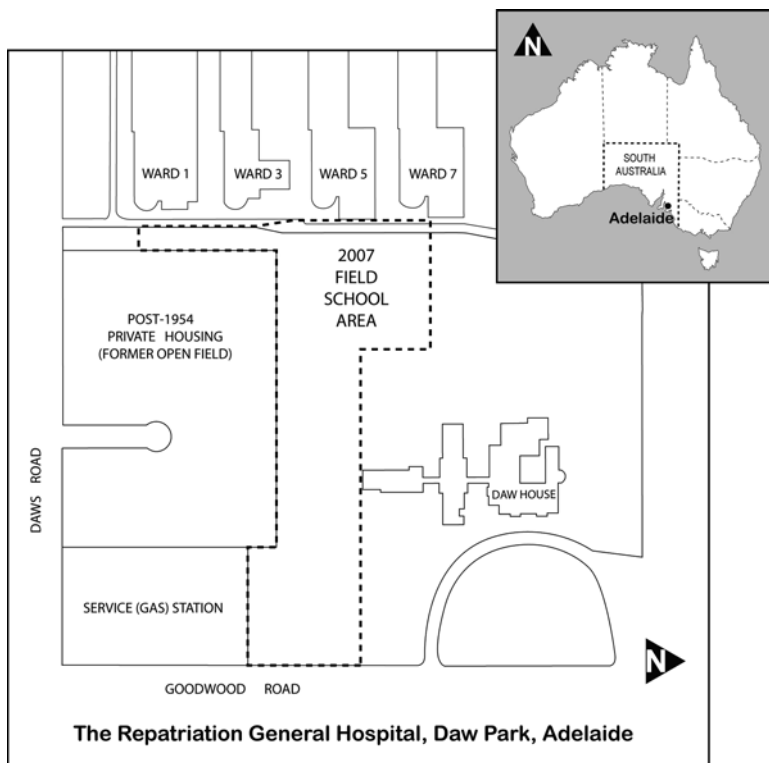 N
SOUTH
AUSTRALIA
Adelaide
WARD 1
WARD 3
WARD 5
WARD 7
2007
FIELD
SCHOOL
AREA
POST-1954
PRIVATE HOUSING
(FORMER OPEN FIELD)
DAWS ROAD
DAW HOUSE
SERVICE (GAS) STATION
N
GOODWOOD ROAD
The Repatriation General Hospital, Daw Park, Adelaide